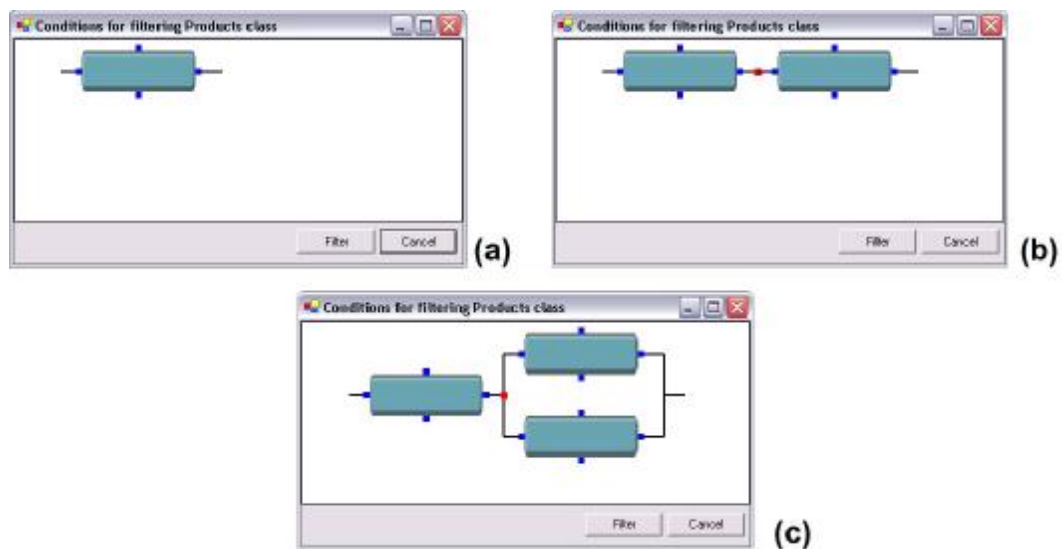 Conditions for filtering Products class
Filter Cancel
(a)
Conditions for filtering Products class
Filter Cancel
(b)
Conditions for filtering Products class
Filter Cancel
(c)